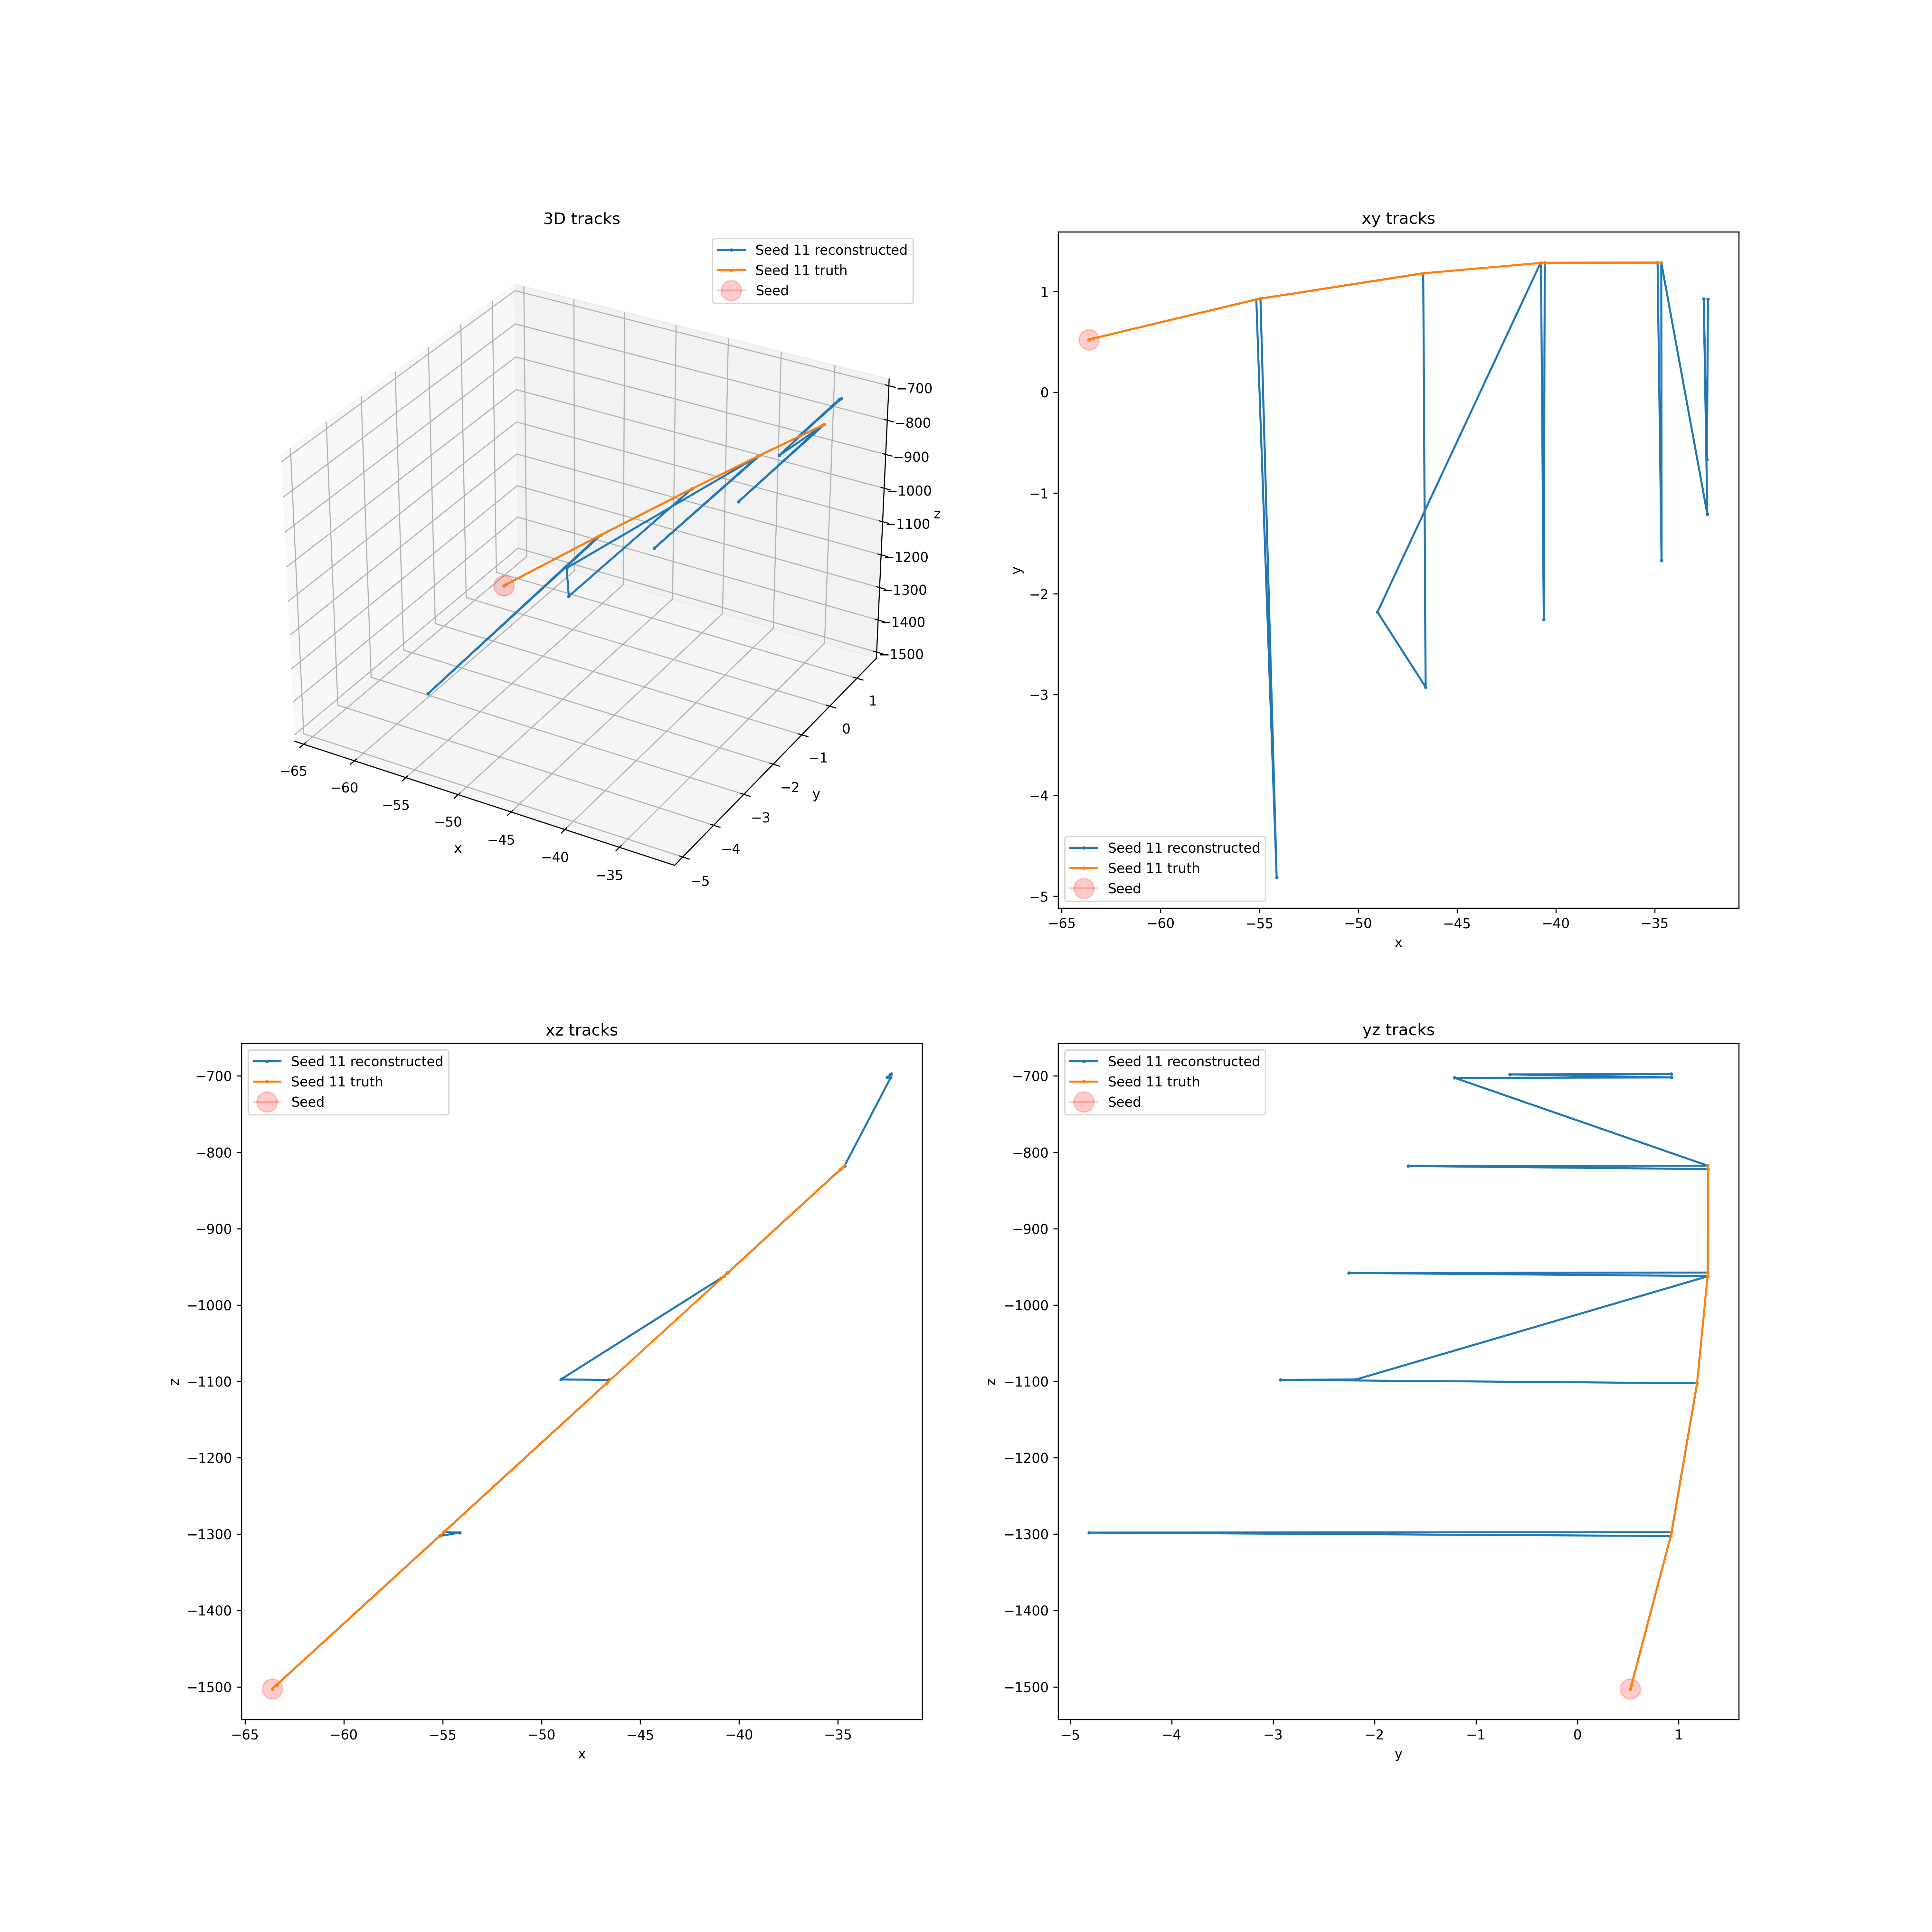 3D tracks
Seed 11 reconstructed
Seed 11 truth
Seed
−700
−800
−900
−1000
z
−1100
−1200
−1300
−1400
−1500
1
0
−1
−2
y
−3
−4
−5
−65
−60
−55
−50
x
−45
−40
−35
xy tracks
1
0
y
−1
−2
−3
−4
−5
Seed 11 reconstructed
Seed 11 truth
Seed
−65 −60 −55 −50 −45 −40 −35
x
xz tracks
Seed 11 reconstructed
Seed 11 truth
Seed
−700
−800
−900
−1000
z
−1100
−1200
−1300
−1400
−1500
−65 −60 −55 −50 −45 −40 −35
x
yz tracks
Seed 11 reconstructed
Seed 11 truth
Seed
−700
−800
−900
−1000
z
−1100
−1200
−1300
−1400
−1500
−5 −4 −3 −2 −1 0 1
y